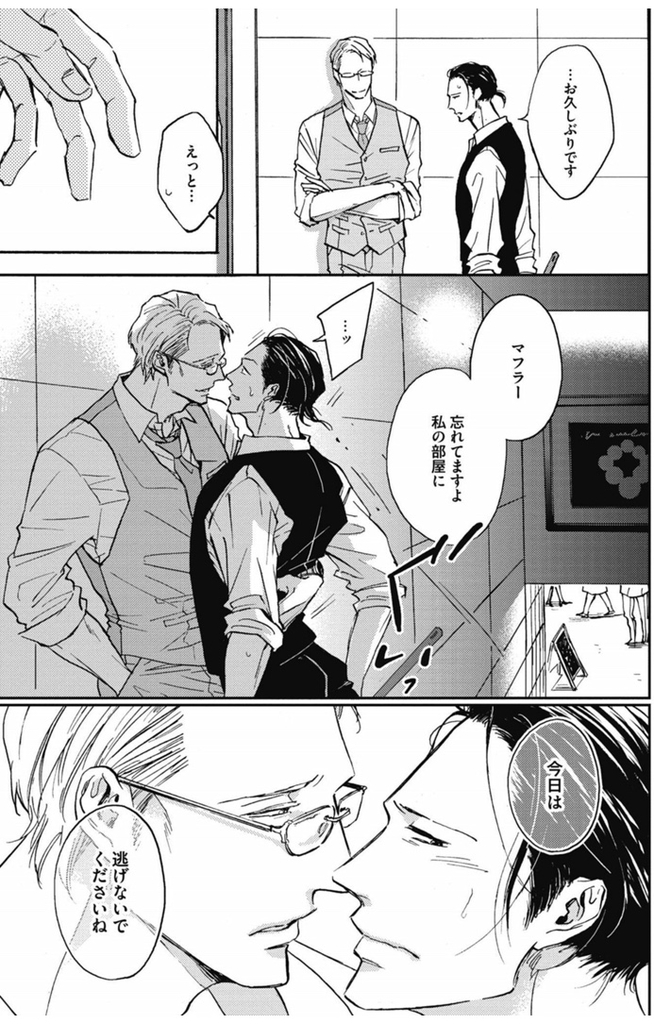 …お久しぶりです
えっと…
マフラー
忘れてますよ
私の部屋に
…ッ
今日は
逃げないで
くださいね